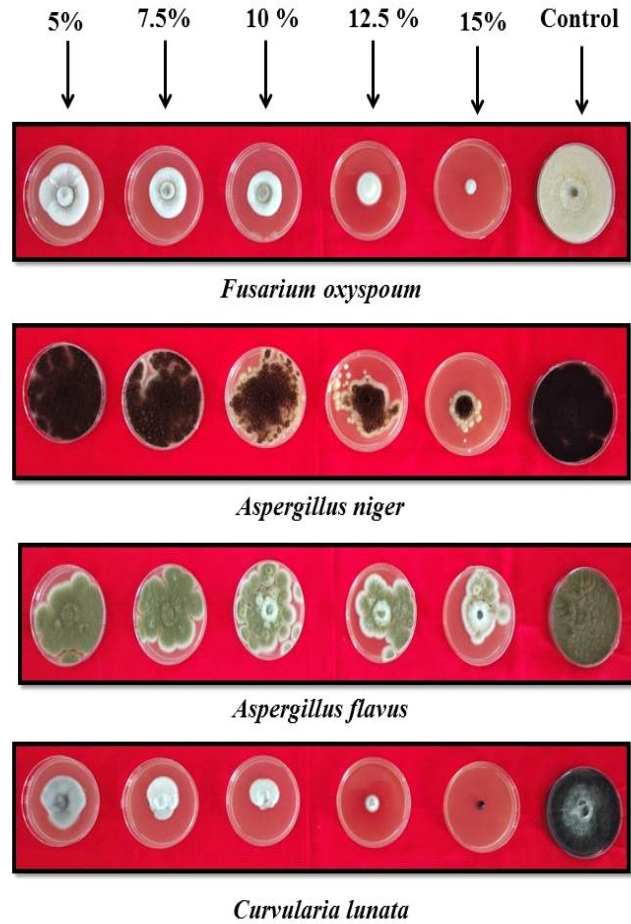 5% 7.5% 10 % 12.5 % 15% Control
Fusarium oxyspoum
Aspergillus niger
Aspergillus flavus
Curvularia lunata